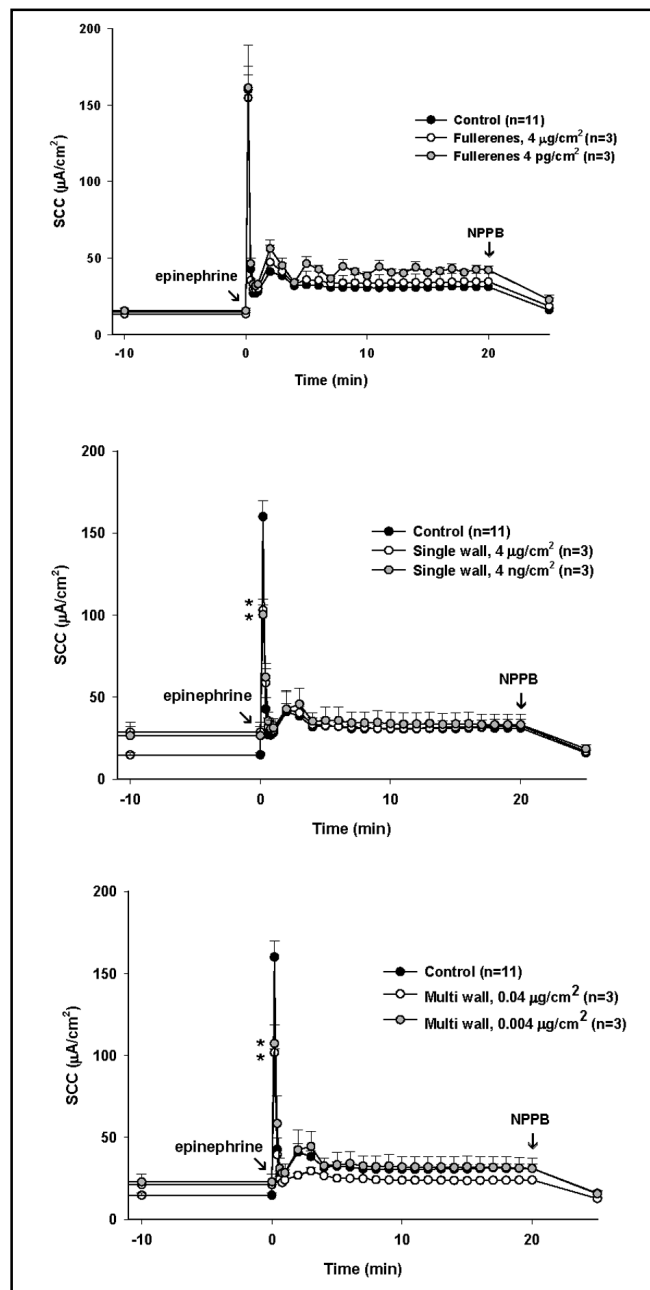 200
150
100
50
0
SCC (µA/cm²)
Control (n=11)
Fullerenes, 4 µg/cm² (n=3)
Fullerenes 4 pg/cm² (n=3)
NPPB
epinephrine
-10 0 10 20
Time (min)
200
150
100
50
0
SCC (µA/cm²)
Control (n=11)
Single wall, 4 µg/cm² (n=3)
Single wall, 4 ng/cm² (n=3)
*
*
NPPB
epinephrine
-10 0 10 20
Time (min)
200
150
100
50
0
SCC (µA/cm²)
Control (n=11)
Multi wall, 0.04 µg/cm² (n=3)
Multi wall, 0.004 µg/cm² (n=3)
*
*
NPPB
epinephrine
-10 0 10 20
Time (min)